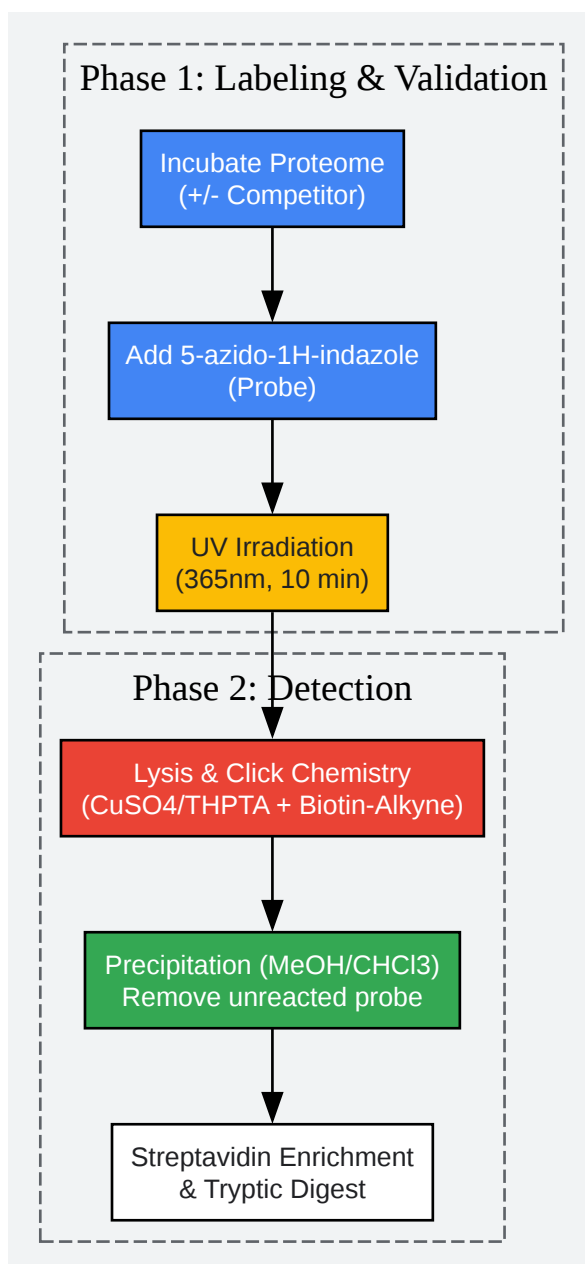 Phase 1: Labeling & Validation
Incubate Proteome
(+/- Competitor)
Add 5-azido-1H-indazole
(Probe)
UV Irradiation
(365nm, 10 min)
Phase 2: Detection
Lysis & Click Chemistry
(CuSO4/THPTA + Biotin-Alkyne)
Precipitation (MeOH/CHCl3)
Remove unreacted probe
Streptavidin Enrichment
& Tryptic Digest